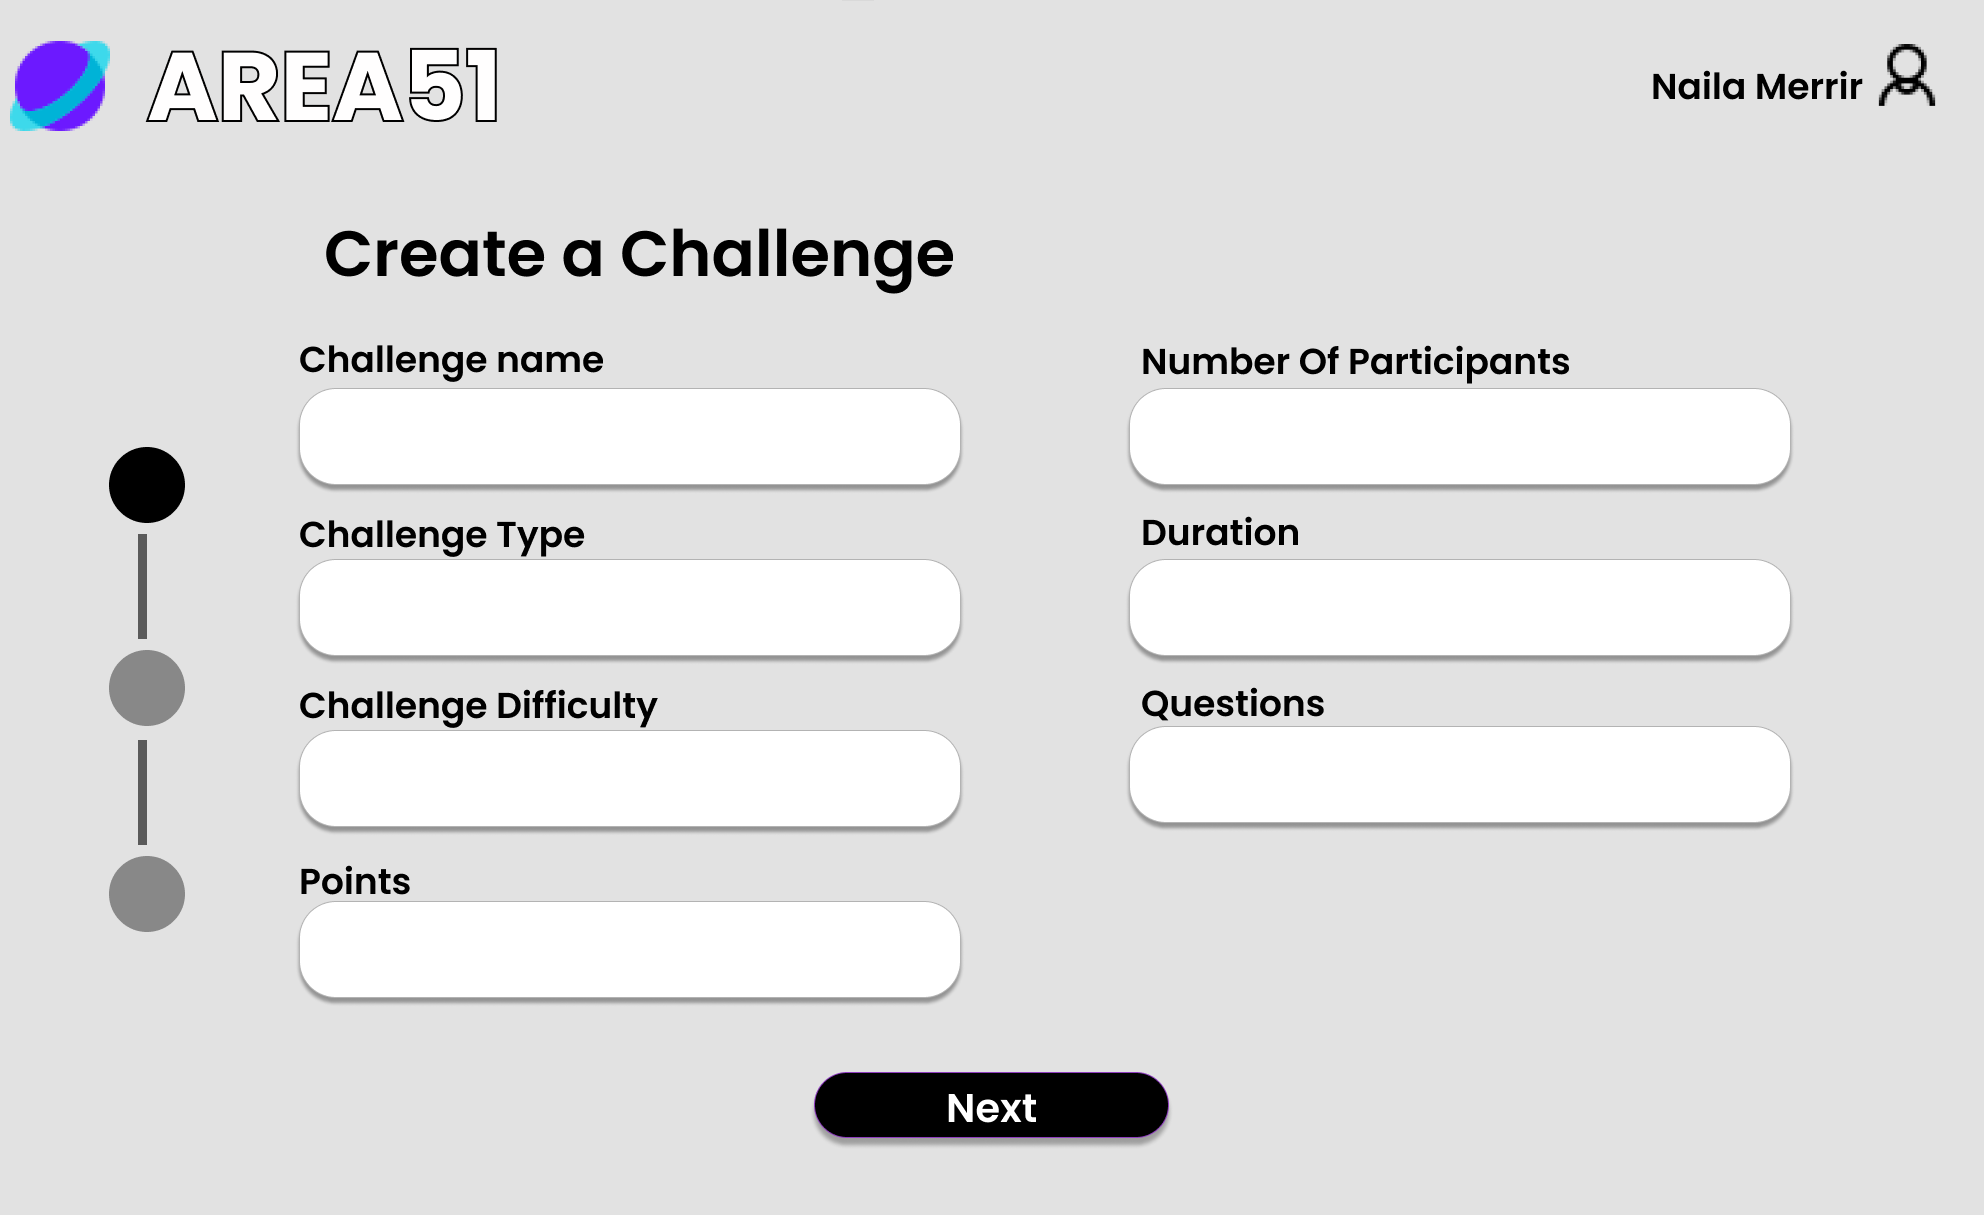 AREA51
Naila Merrir
Create a Challenge
Challenge name
Number Of Participants
Challenge Type
Duration
Challenge Difficulty
Questions
Points
Next